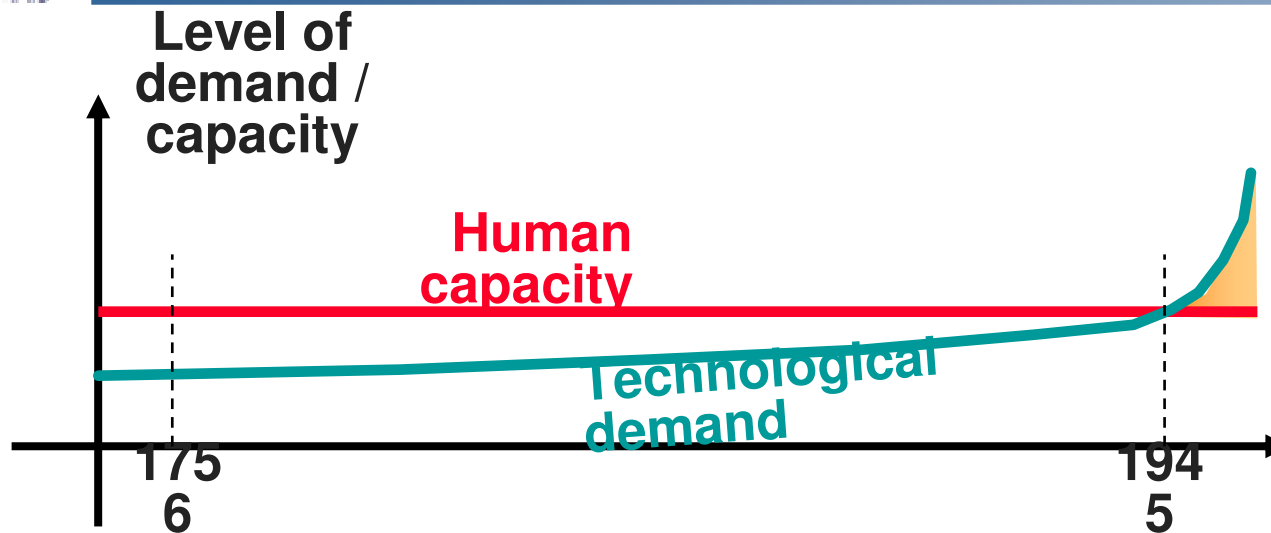 Level of
demand /
capacity
Human
capacity
Technological
demand
175
6
194
5